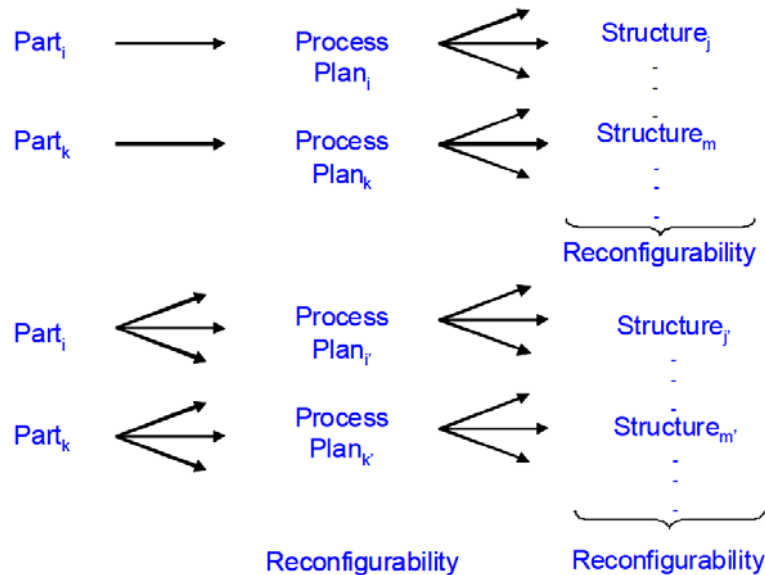 Part_i Process Structure_j
Plan_i
Part_k Process Structure_m
Plan_k
Reconfigurability
Part_i Process Structure_j'
Plan_i'
Part_k Process Structure_m'
Plan_k'
Reconfigurability Reconfigurability